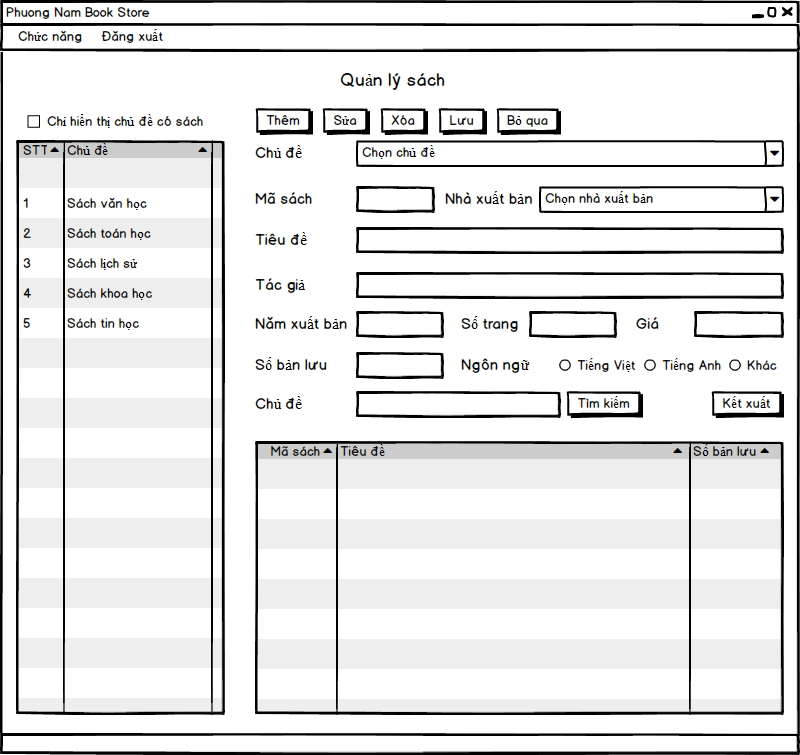 Phuong Nam Book Store
Chức năng Đăng xuất
Quản lý sách
Chỉ hiển thị chủ đề có sách
Thêm Sửa Xóa Lưu Bỏ qua
STT Chủ đề
1 Sách văn học
2 Sách toán học
3 Sách lịch sử
4 Sách khoa học
5 Sách tin học
Chủ đề Chọn chủ đề
Mã sách Nhà xuất bản Chọn nhà xuất bản
Tiêu đề
Tác giả
Năm xuất bản Số trang Giá
Số bản lưu Ngôn ngữ Tiếng Việt Tiếng Anh Khác
Chủ đề Tìm kiếm Kết xuất
Mã sách Tiêu đề Số bản lưu